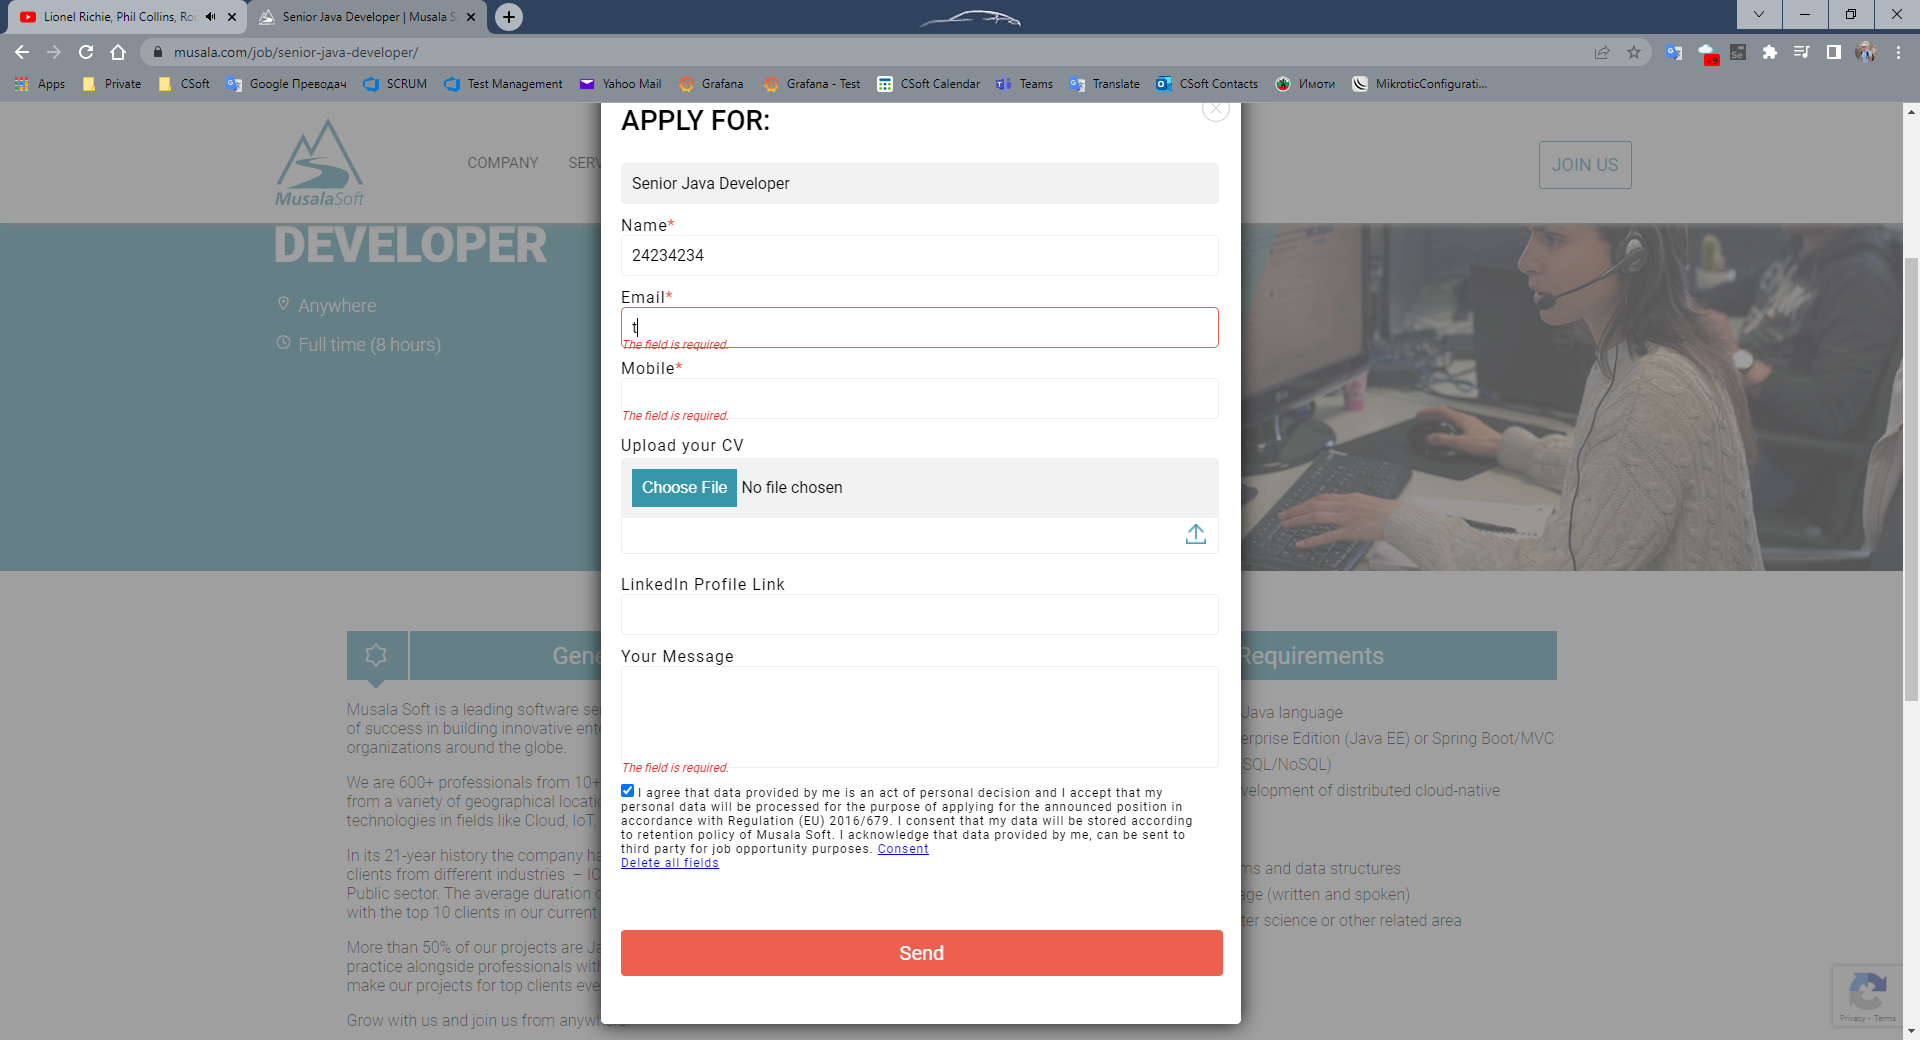 Lionel Richie, Phil Collins, Ro
Senior Java Developer | Musala S
musala.com/job/senior-java-developer/
Apps
Private
CSoft
Google Преводач
SCRUM
Test Management
Yahoo Mail
Grafana
Grafana - Test
CSoft Calendar
Teams
Translate
CSoft Contacts
Имоти
MikroticConfigurati...
MusalaSoft
COMPANY
SERV
JOIN US
DEVELOPER
Anywhere
Full time (8 hours)
APPLY FOR:
Senior Java Developer
Name*
24234234
Email*
t
The field is required.
Mobile*
The field is required.
Upload your CV
Choose File No file chosen
LinkedIn Profile Link
Your Message
The field is required.
I agree that data provided by me is an act of personal decision and I accept that my
personal data will be processed for the purpose of applying for the announced position in
accordance with Regulation (EU) 2016/679. I consent that my data will be stored according
to retention policy of Musala Soft. I acknowledge that data provided by me, can be sent to
third party for job opportunity purposes. Consent
Delete all fields
Send
Gene
Musala Soft is a leading software se
of success in building innovative ente
organizations around the globe.
We are 600+ professionals from 10+
from a variety of geographical locatio
technologies in fields like Cloud, IoT,
In its 21-year history the company ha
clients from different industries – IC
Public sector. The average duration o
with the top 10 clients in our current
More than 50% of our projects are Ja
practice alongside professionals with
make our projects for top clients eve
Grow with us and join us from anywhere
Requirements
Java language
erprise Edition (Java EE) or Spring Boot/MVC
SQL/NoSQL)
velopment of distributed cloud-native
ms and data structures
age (written and spoken)
ter science or other related area
Privacy - Terms